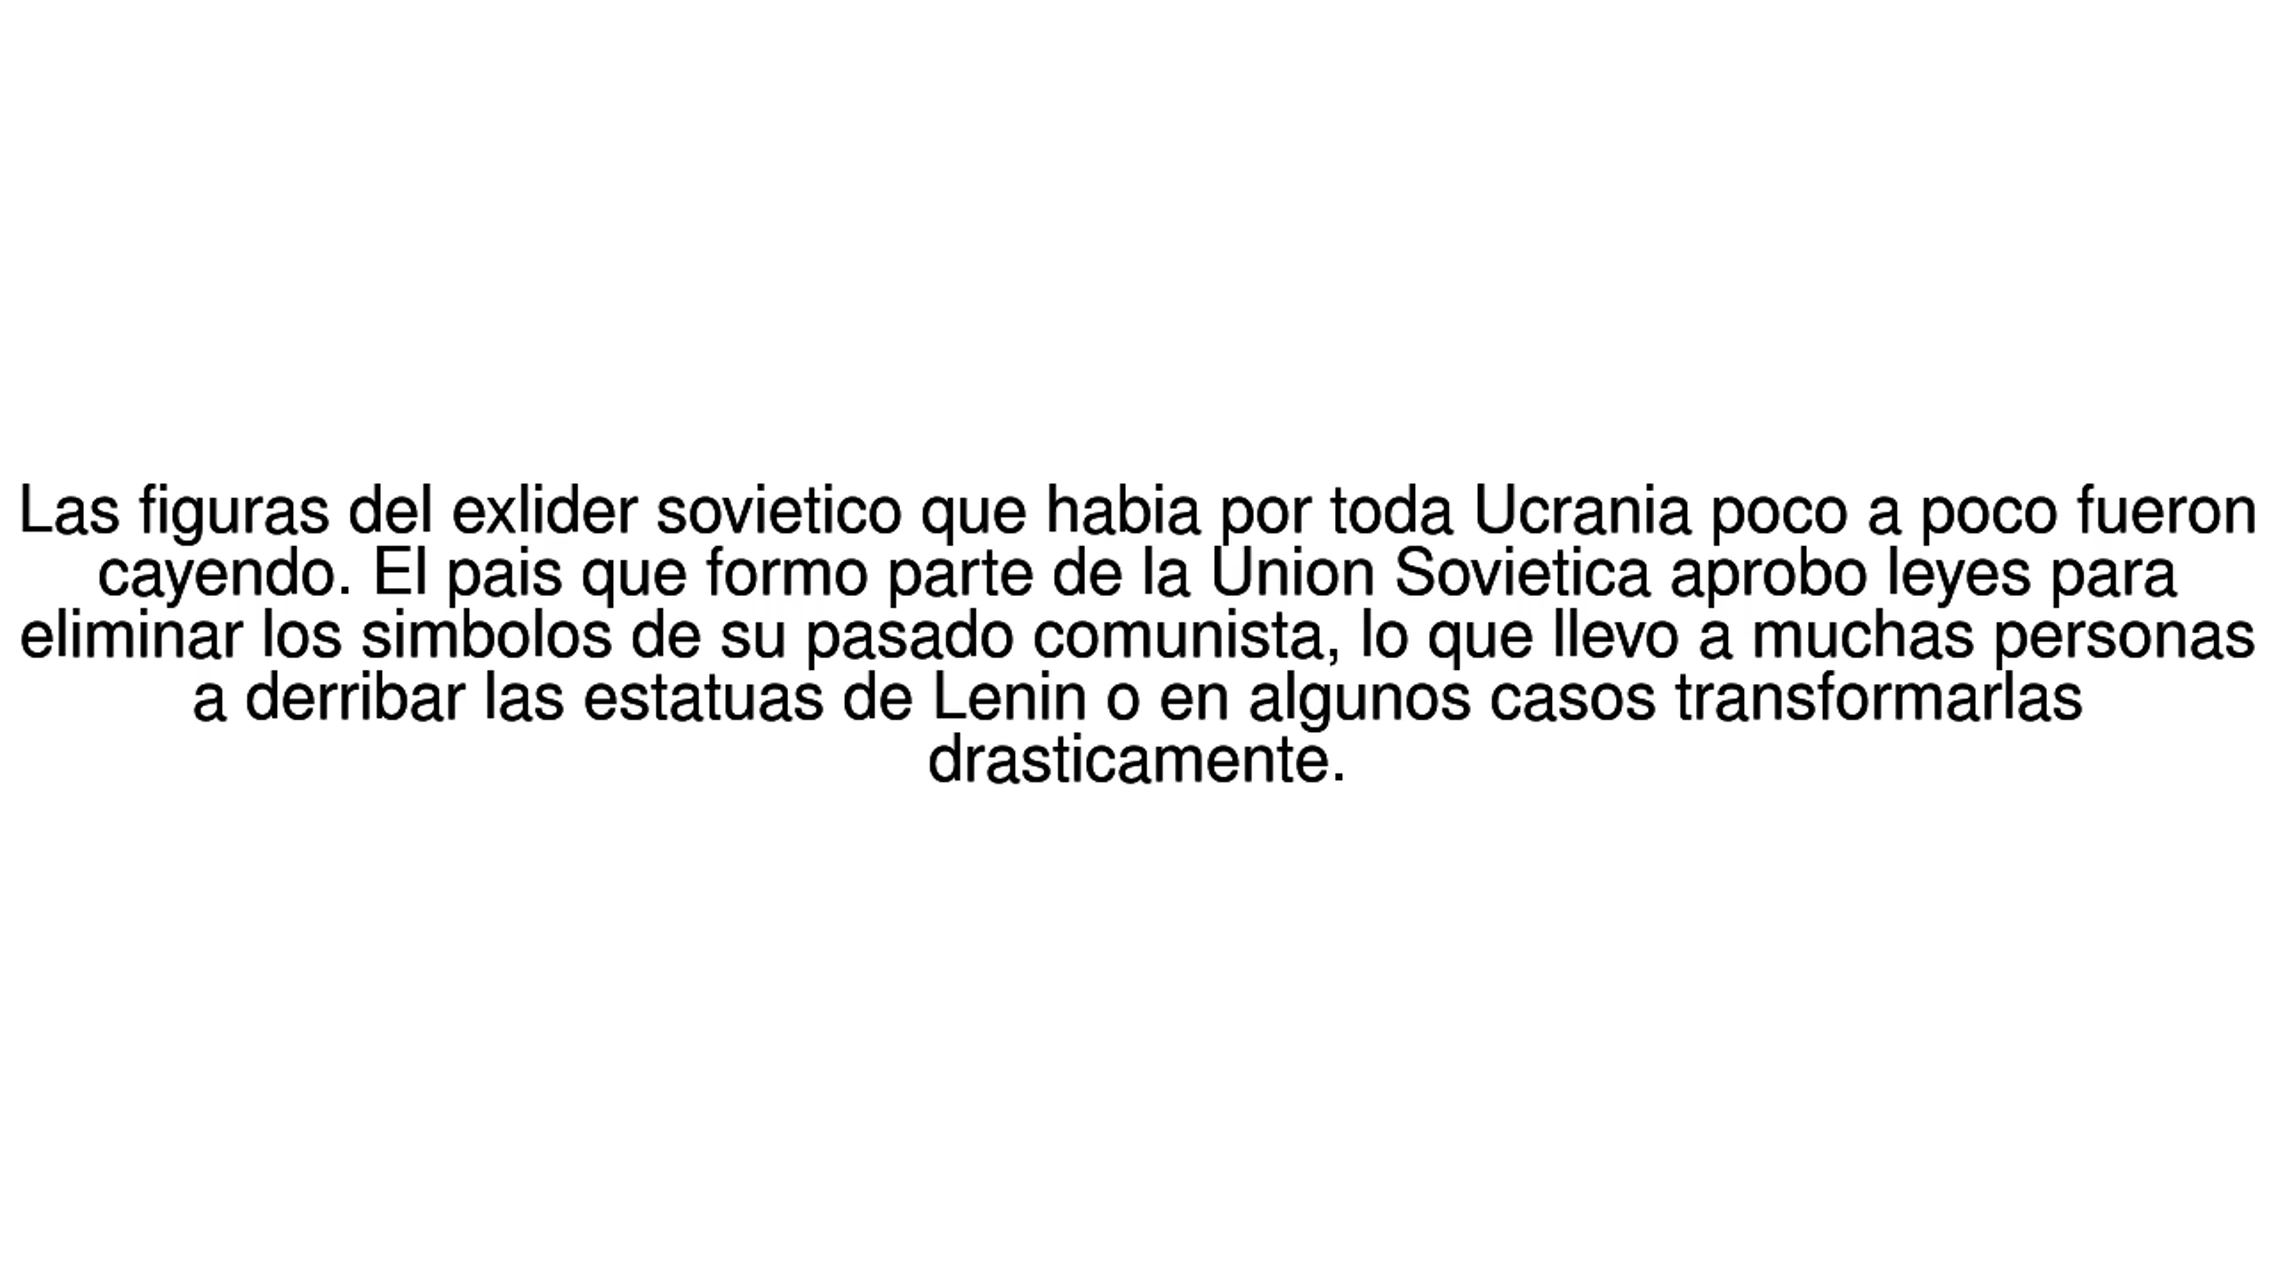 Las figuras del exlider sovietico que habia por toda Ucrania poco a poco fueron
cayendo. El pais que formo parte de la Union Sovietica aprobo leyes para
eliminar los simbolos de su pasado comunista, lo que llevo a muchas personas
a derribar las estatuas de Lenin o en algunos casos transformarlas
drasticamente.